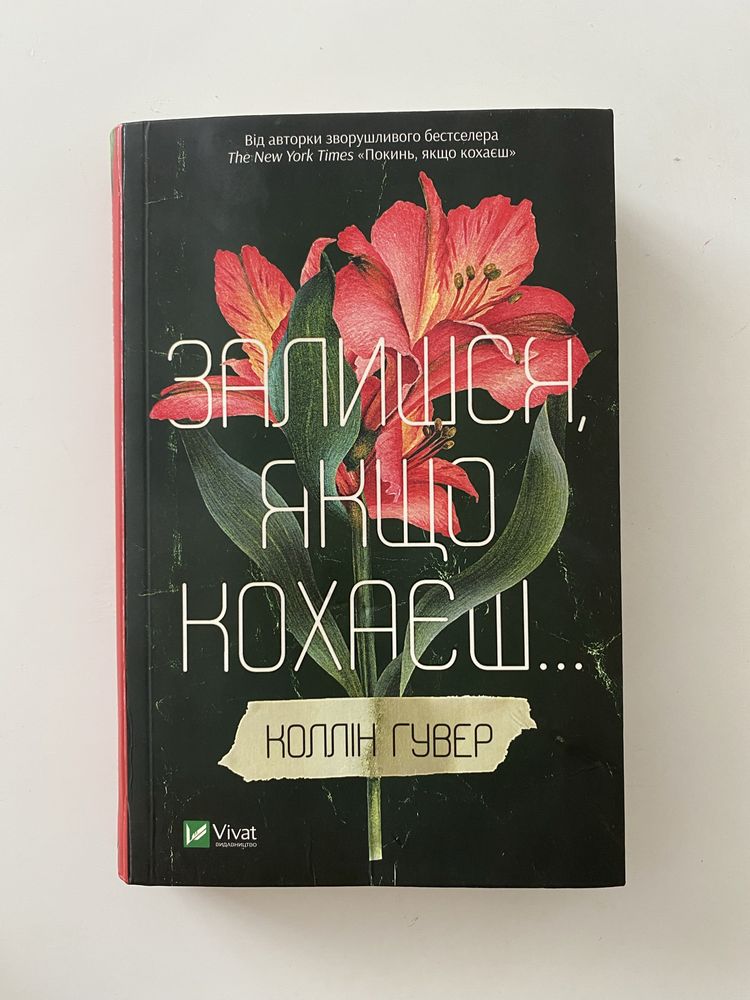 Від авторки зворушливого бестселера
The New York Times «Покинь, якщо кохаєш»
ЗАЛИШСЯ,
ЯКЩО
КОХАЄШ...
КОЛЛІН ГУВЕР
Vivat
ВИДАВНИЦТВО